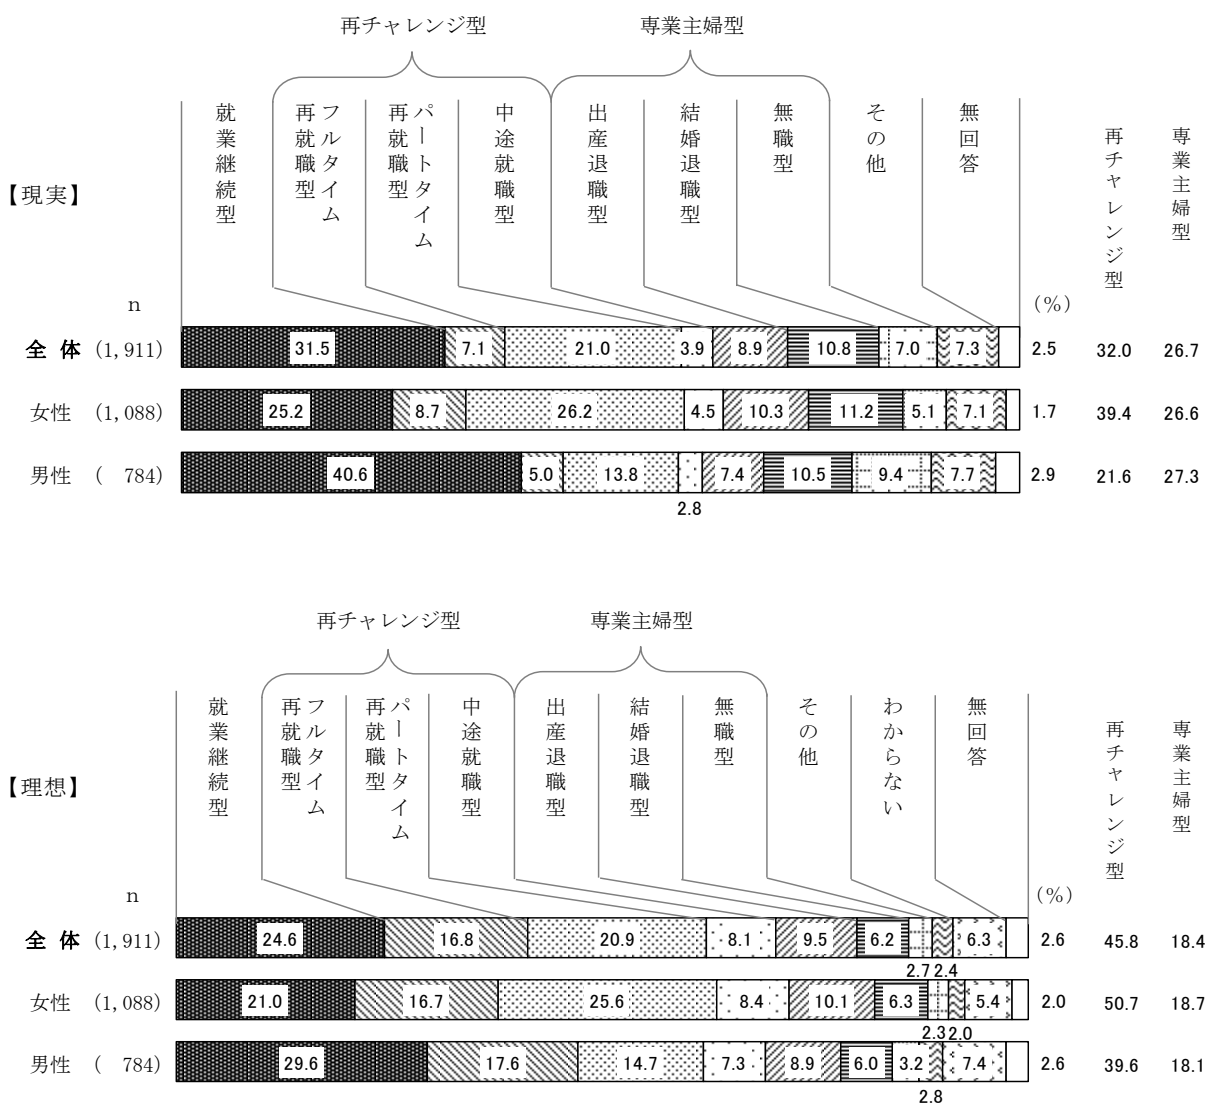 再チャレンジ型 専業主婦型
就業継続型 フルタイム再就職型 パートタイム再就職型 中途就職型 出産退職型 結婚退職型 無職型 その他 無回答 再チャレンジ型 専業主婦型
【現実】
n (%)
全体 (1,911) 31.5 7.1 21.0 3.9 8.9 10.8 7.0 7.3 2.5 32.0 26.7
女性 (1,088) 25.2 8.7 26.2 4.5 10.3 11.2 5.1 7.1 1.7 39.4 26.6
男性 ( 784) 40.6 5.0 13.8 7.4 10.5 9.4 7.7 2.9 21.6 27.3
2.8
再チャレンジ型 専業主婦型
就業継続型 フルタイム再就職型 パートタイム再就職型 中途就職型 出産退職型 結婚退職型 無職型 その他 わからない 無回答 再チャレンジ型 専業主婦型
【理想】
n (%)
全体 (1,911) 24.6 16.8 20.9 8.1 9.5 6.2 6.3 2.6 45.8 18.4
2.7 2.4
女性 (1,088) 21.0 16.7 25.6 8.4 10.1 6.3 5.4 2.0 50.7 18.7
2.3 2.0
男性 ( 784) 29.6 17.6 14.7 7.3 8.9 6.0 3.2 7.4 2.6 39.6 18.1
2.8